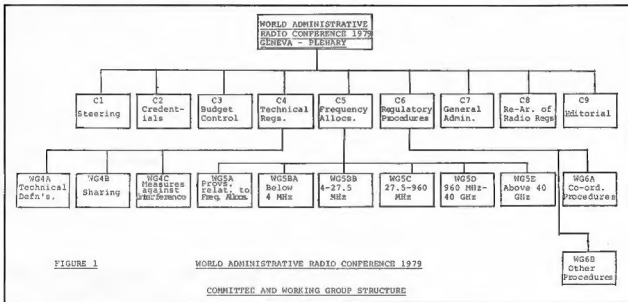 WORLD ADMINISTRATIVE
RADIO CONFERENCE 1979
GENEVA - PLENARY
C1
Steering
C2
Credent-
ials
C3
Budget
Control
C4
Technical
Regs.
C5
Frequency
Allocs.
C6
Regulatory
Procedures
C7
General
Admin.
C8
Re-Ar. of
Radio Regs
C9
Editorial
WG4A
Technical
Defn's.
WG4B
Sharing
WG4C
Measures
against
Interference
WG5A
Provs.
relat. to
Freq. Allocs.
WG5BA
Below
4 MHz
WG5BB
4-27.5
MHz
WG5C
27.5-960
MHz
WG5D
960 MHz-
40 GHz
WG5E
Above 40
GHz
WG6A
Co-ord.
Procedures
WG6B
Other
Procedures
FIGURE 1
WORLD ADMINISTRATIVE RADIO CONFERENCE 1979
COMMITTEE AND WORKING GROUP STRUCTURE